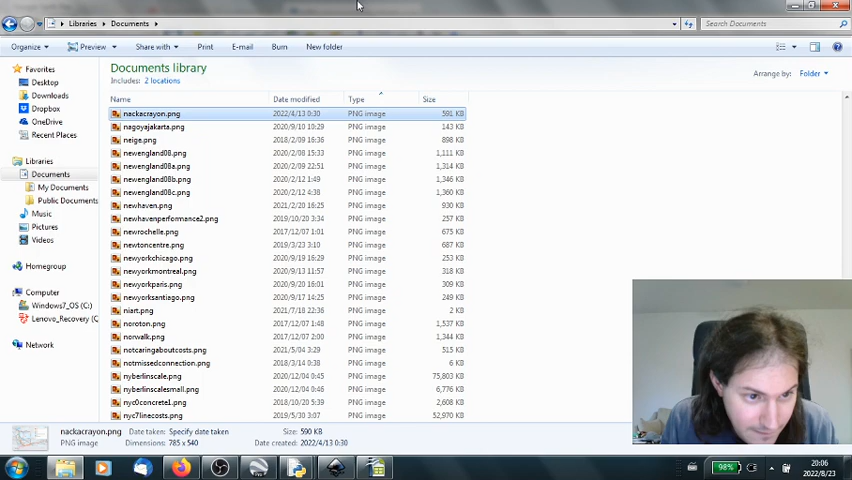 Libraries
Documents
Search Documents
Organize
Preview
Share with
Print
E-mail
Burn
New folder
Favorites
Desktop
Downloads
Dropbox
OneDrive
Recent Places
Libraries
Documents
My Documents
Public Documents
Music
Pictures
Videos
Homegroup
Computer
Windows7_OS (C:)
Lenovo_Recovery (
Network
Documents library
Includes: 2 locations
Arrange by: Folder
Name Date modified Type Size
nackacrayon.png 2022/4/13 0:30 PNG image 591 KB
nagoyajakarta.png 2020/9/10 10:29 PNG image 143 KB
neige.png 2018/2/09 16:36 PNG image 898 KB
newengland08.png 2020/2/08 15:33 PNG image 1,111 KB
newengland08a.png 2020/2/09 22:51 PNG image 1,314 KB
newengland08b.png 2020/2/12 1:49 PNG image 1,346 KB
newengland08c.png 2020/2/12 4:38 PNG image 1,360 KB
newhaven.png 2021/2/20 16:25 PNG image 930 KB
newhavenperformance2.png 2019/10/20 3:34 PNG image 257 KB
newrochelle.png 2017/12/07 1:01 PNG image 675 KB
newtoncentre.png 2019/3/23 3:10 PNG image 687 KB
newyorkchicago.png 2020/9/19 16:29 PNG image 253 KB
newyorkmontreal.png 2020/9/13 11:57 PNG image 318 KB
newyorkparis.png 2020/9/20 16:01 PNG image 309 KB
newyorksantiago.png 2020/9/17 14:25 PNG image 249 KB
niart.png 2021/7/18 22:36 PNG image 2 KB
noroton.png 2017/12/07 1:48 PNG image 1,537 KB
norwalk.png 2017/12/07 2:00 PNG image 1,344 KB
notcaringaboutcosts.png 2021/5/04 3:29 PNG image 515 KB
notmissedconnection.png 2018/12/08 0:34 PNG image 6 KB
nyberlinscale.png 2020/12/04 0:45 PNG image 75,803 KB
nyberlinscalesmall.png 2020/12/04 0:46 PNG image 6,776 KB
nyc0concrete1.png 2018/10/20 5:39 PNG image 2,608 KB
nyc7linecosts.png 2019/5/30 3:07 PNG image 52,970 KB
nackacrayon.png Date taken: Specify date taken Size: 590 KB
PNG image Dimensions: 785 x 540 Date created: 2022/4/13 0:30
98%
20:06
2022/8/23